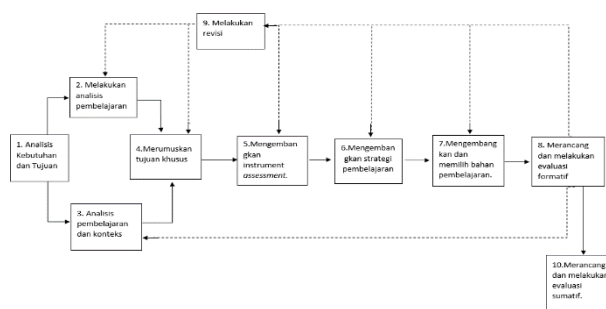 9. Melakukan
revisi
2. Melakukan
analisis
pembelajaran
1. Analisis
Kebutuhan
dan Tujuan
4.Merumuskan
tujuan khusus
5.Mengemban
gkan
instrument
assessment.
6.Mengemban
gkan strategi
pembelajaran
7.Mengembang
kan dan
memilih bahan
pembelajaran.
8. Merancang
dan melakukan
evaluasi
formatif
3. Analisis
pembelajaran
dan konteks
10.Merancang
dan melakukan
evaluasi
sumatif.